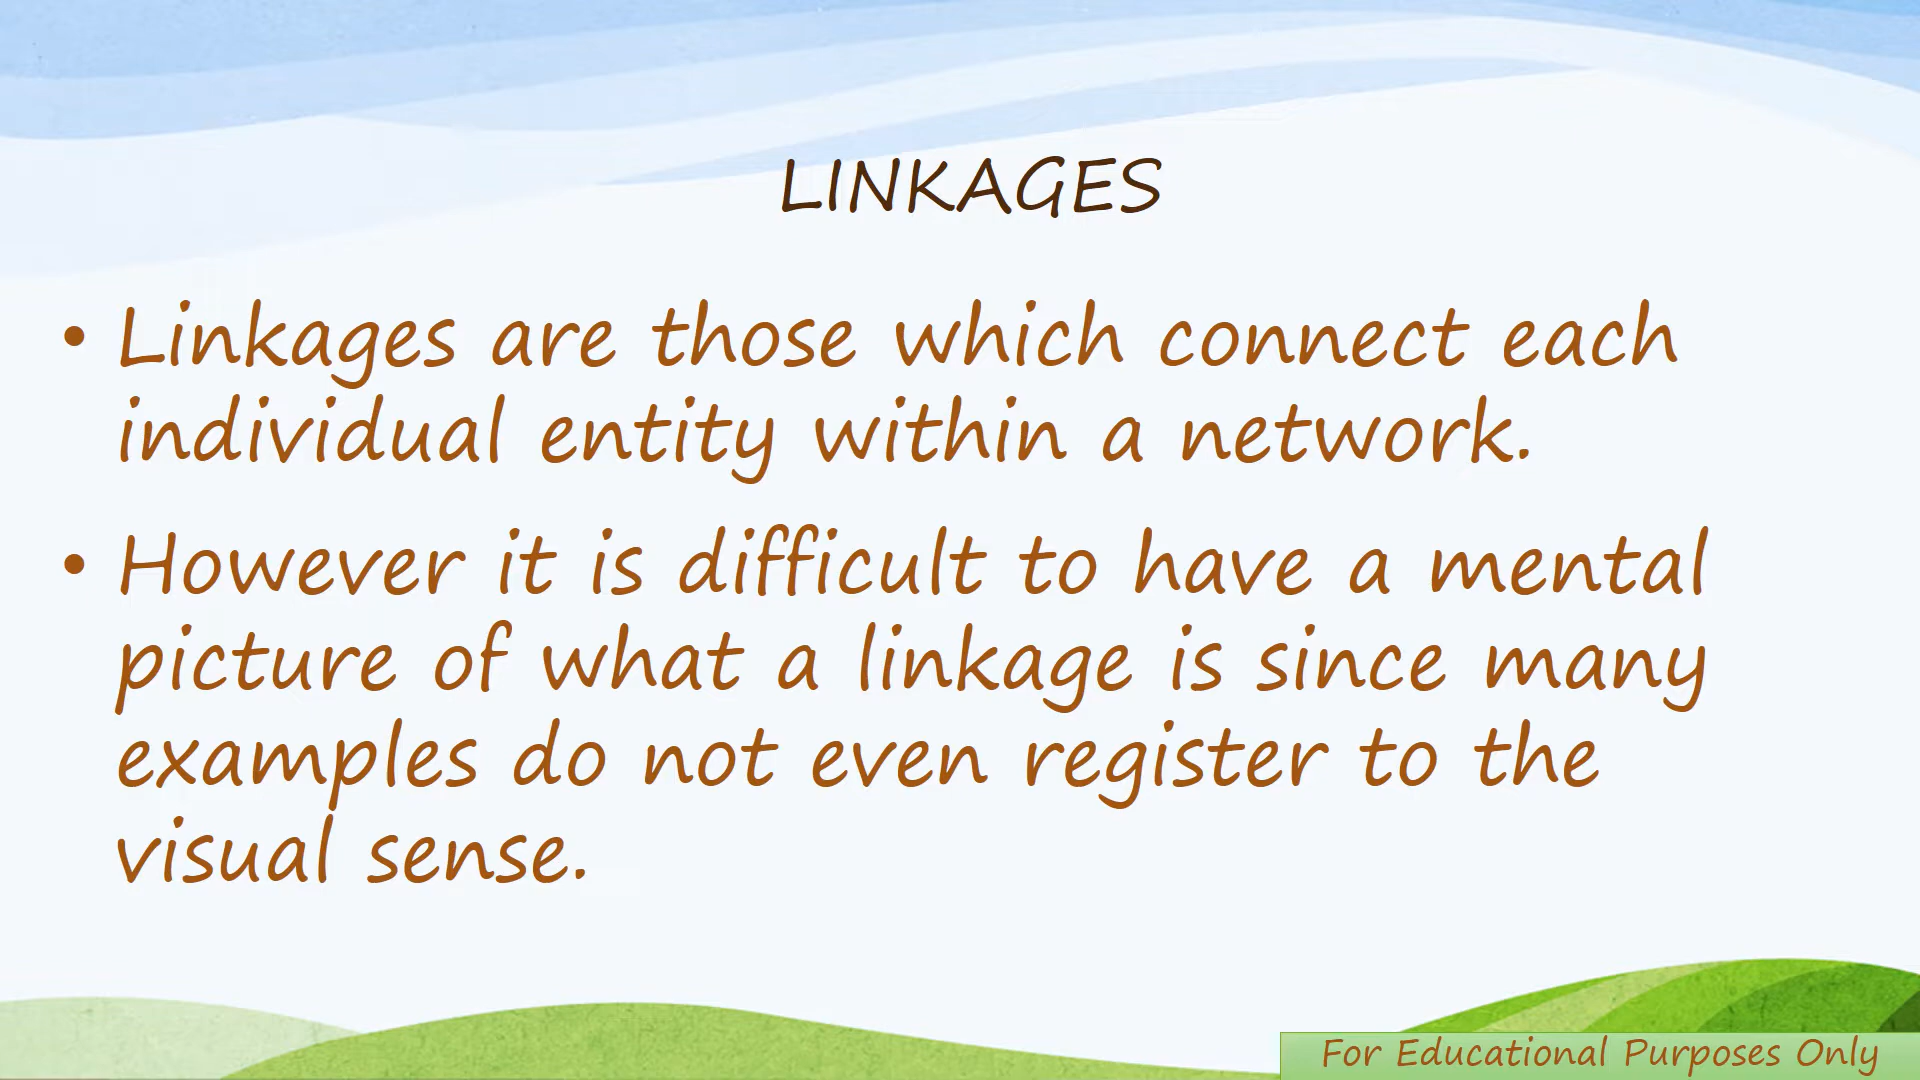 LINKAGES
• Linkages are those which connect each
individual entity within a network.
• However it is difficult to have a mental
picture of what a linkage is since many
examples do not even register to the
visual sense.
For Educational Purposes Only